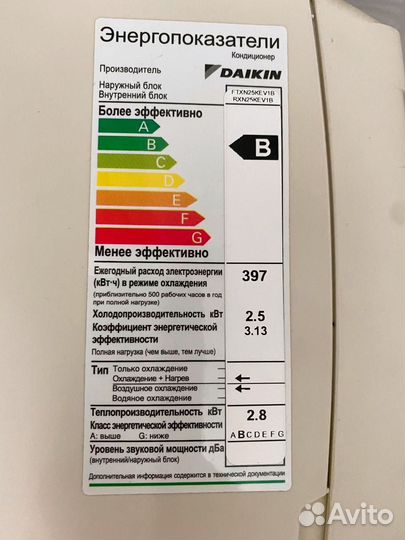 Энергопоказатели
Кондиционер
Производитель DAIKIN
Наружный блок FTXN25KEV1B
Внутренний блок RXN25KEV1B
Более эффективно
A
B B
C
D
E
F
G
Менее эффективно
Ежегодный расход электроэнергии 397
(кВт·ч) в режиме охлаждения
(приблизительно 500 рабочих часов в год
при полной нагрузке)
Холодопроизводительность кВт 2.5
Коэффициент энергетической 3.13
эффективности
Полная нагрузка (чем выше, тем лучше)
Тип Только охлаждение
Охлаждение + Нагрев ←
Воздушное охлаждение ←
Водяное охлаждение
Теплопроизводительность кВт 2.8
Класс энергетической эффективности ABCDEFG
A: выше G: ниже
Уровень звуковой мощности дБа
(внутренний/наружный блок)
Дополнительная информация содержится в технической документации
Avito